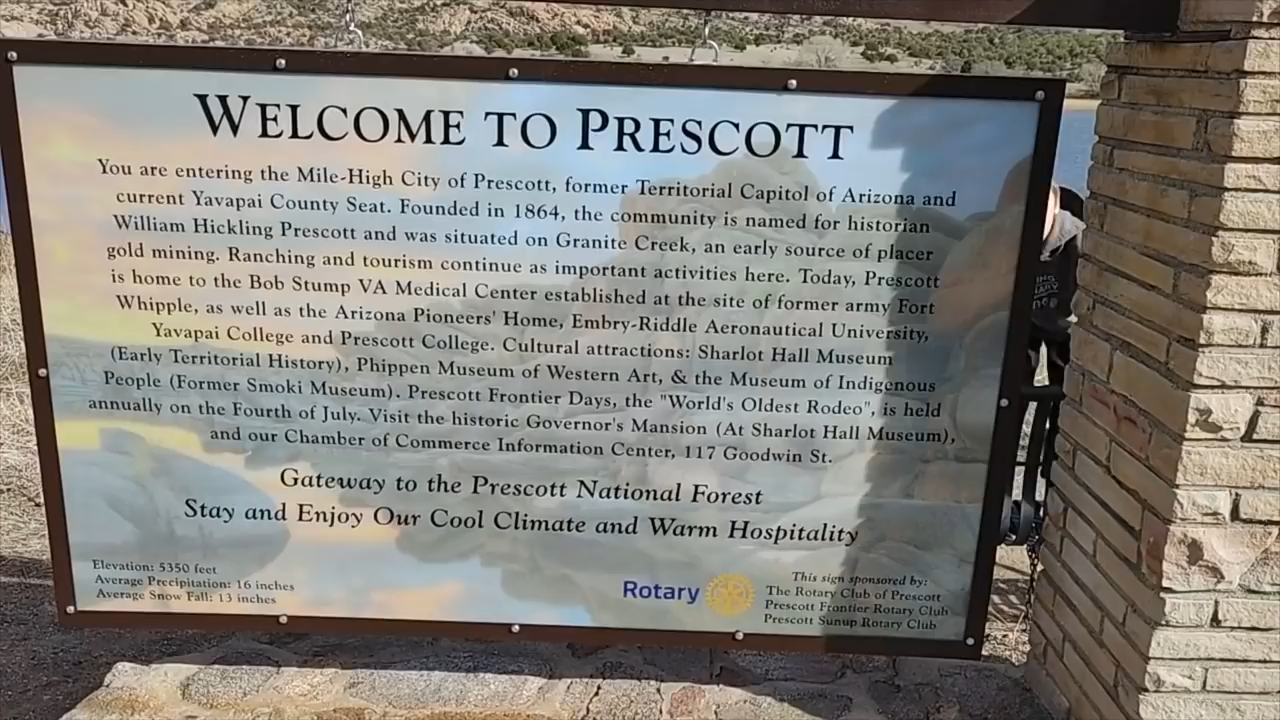 WELCOME TO PRESCOTT
You are entering the Mile-High City of Prescott, former Territorial Capitol of Arizona and
current Yavapai County Seat. Founded in 1864, the community is named for historian
William Hickling Prescott and was situated on Granite Creek, an early source of placer
gold mining. Ranching and tourism continue as important activities here. Today, Prescott
is home to the Bob Stump VA Medical Center established at the site of former army Fort
Whipple, as well as the Arizona Pioneers' Home, Embry-Riddle Aeronautical University,
Yavapai College and Prescott College. Cultural attractions: Sharlot Hall Museum
(Early Territorial History), Phippen Museum of Western Art, & the Museum of Indigenous
People (Former Smoki Museum). Prescott Frontier Days, the "World's Oldest Rodeo", is held
annually on the Fourth of July. Visit the historic Governor's Mansion (At Sharlot Hall Museum),
and our Chamber of Commerce Information Center, 117 Goodwin St.
Gateway to the Prescott National Forest
Stay and Enjoy Our Cool Climate and Warm Hospitality
Elevation: 5350 feet
Average Precipitation: 16 inches
Average Snow Fall: 13 inches
Rotary
This sign sponsored by:
The Rotary Club of Prescott
Prescott Frontier Rotary Club
Prescott Sunup Rotary Club